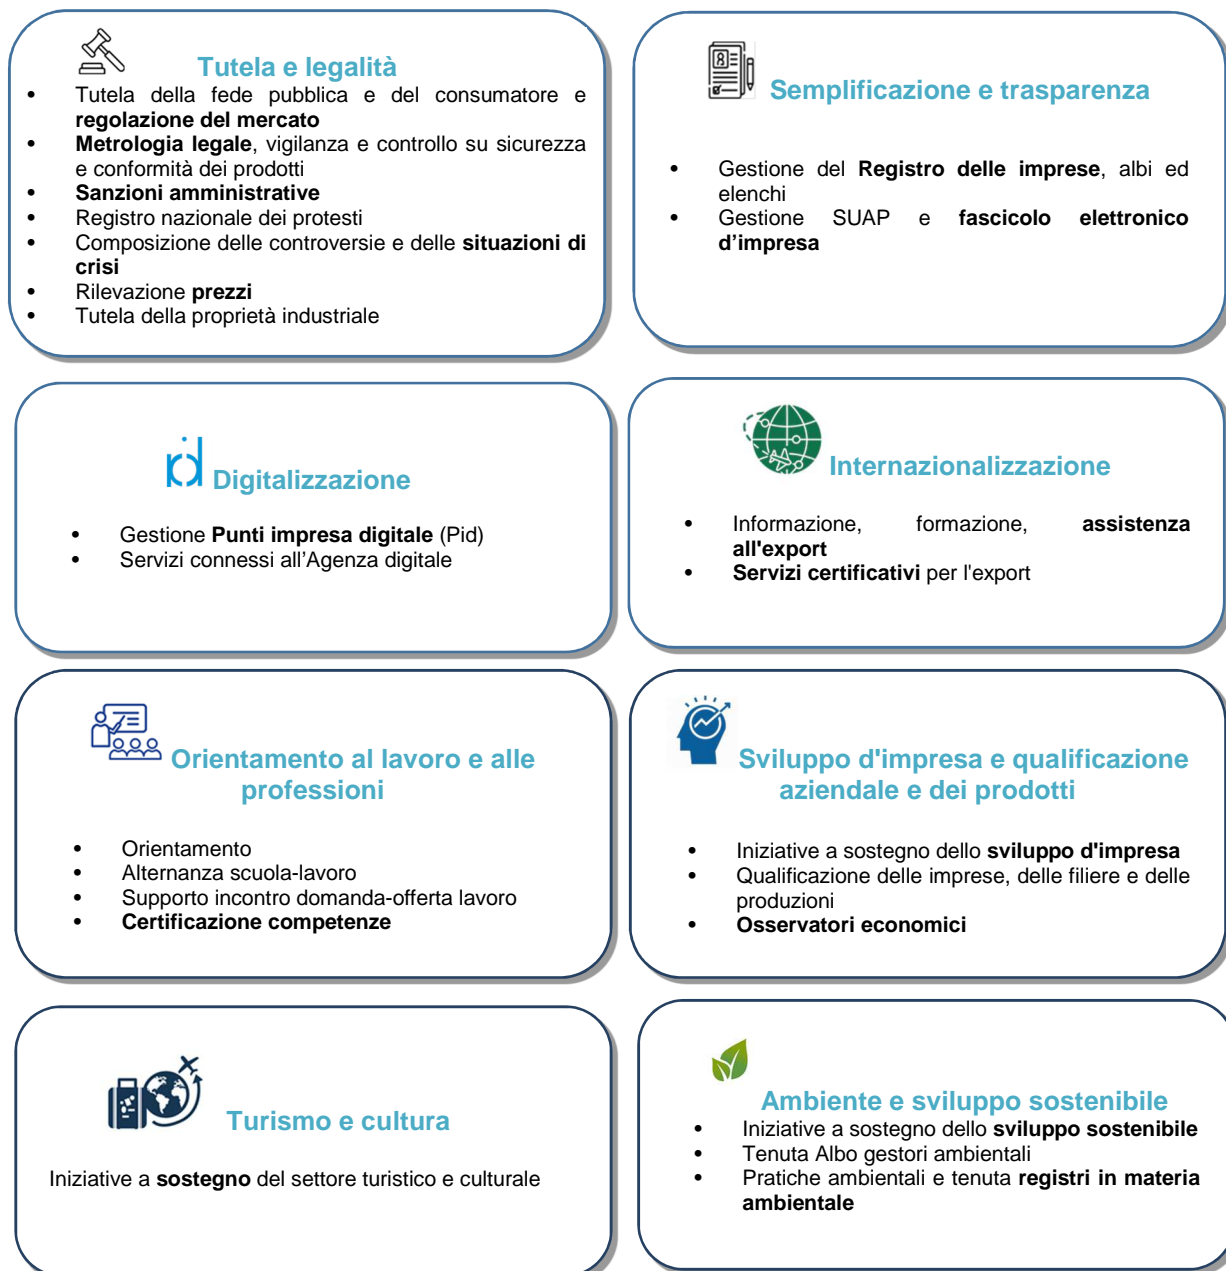 Tutela e legalità
• Tutela della fede pubblica e del consumatore e
regolazione del mercato
• Metrologia legale, vigilanza e controllo su sicurezza
e conformità dei prodotti
• Sanzioni amministrative
• Registro nazionale dei protesti
• Composizione delle controversie e delle situazioni di
crisi
• Rilevazione prezzi
• Tutela della proprietà industriale
Semplificazione e trasparenza
• Gestione del Registro delle imprese, albi ed
elenchi
• Gestione SUAP e fascicolo elettronico
d’impresa
Digitalizzazione
• Gestione Punti impresa digitale (Pid)
• Servizi connessi all’Agenza digitale
Internazionalizzazione
• Informazione, formazione, assistenza
all'export
• Servizi certificativi per l'export
Orientamento al lavoro e alle
professioni
• Orientamento
• Alternanza scuola-lavoro
• Supporto incontro domanda-offerta lavoro
• Certificazione competenze
Sviluppo d'impresa e qualificazione
aziendale e dei prodotti
• Iniziative a sostegno dello sviluppo d'impresa
• Qualificazione delle imprese, delle filiere e delle
produzioni
• Osservatori economici
Turismo e cultura
Iniziative a sostegno del settore turistico e culturale
Ambiente e sviluppo sostenibile
• Iniziative a sostegno dello sviluppo sostenibile
• Tenuta Albo gestori ambientali
• Pratiche ambientali e tenuta registri in materia
ambientale